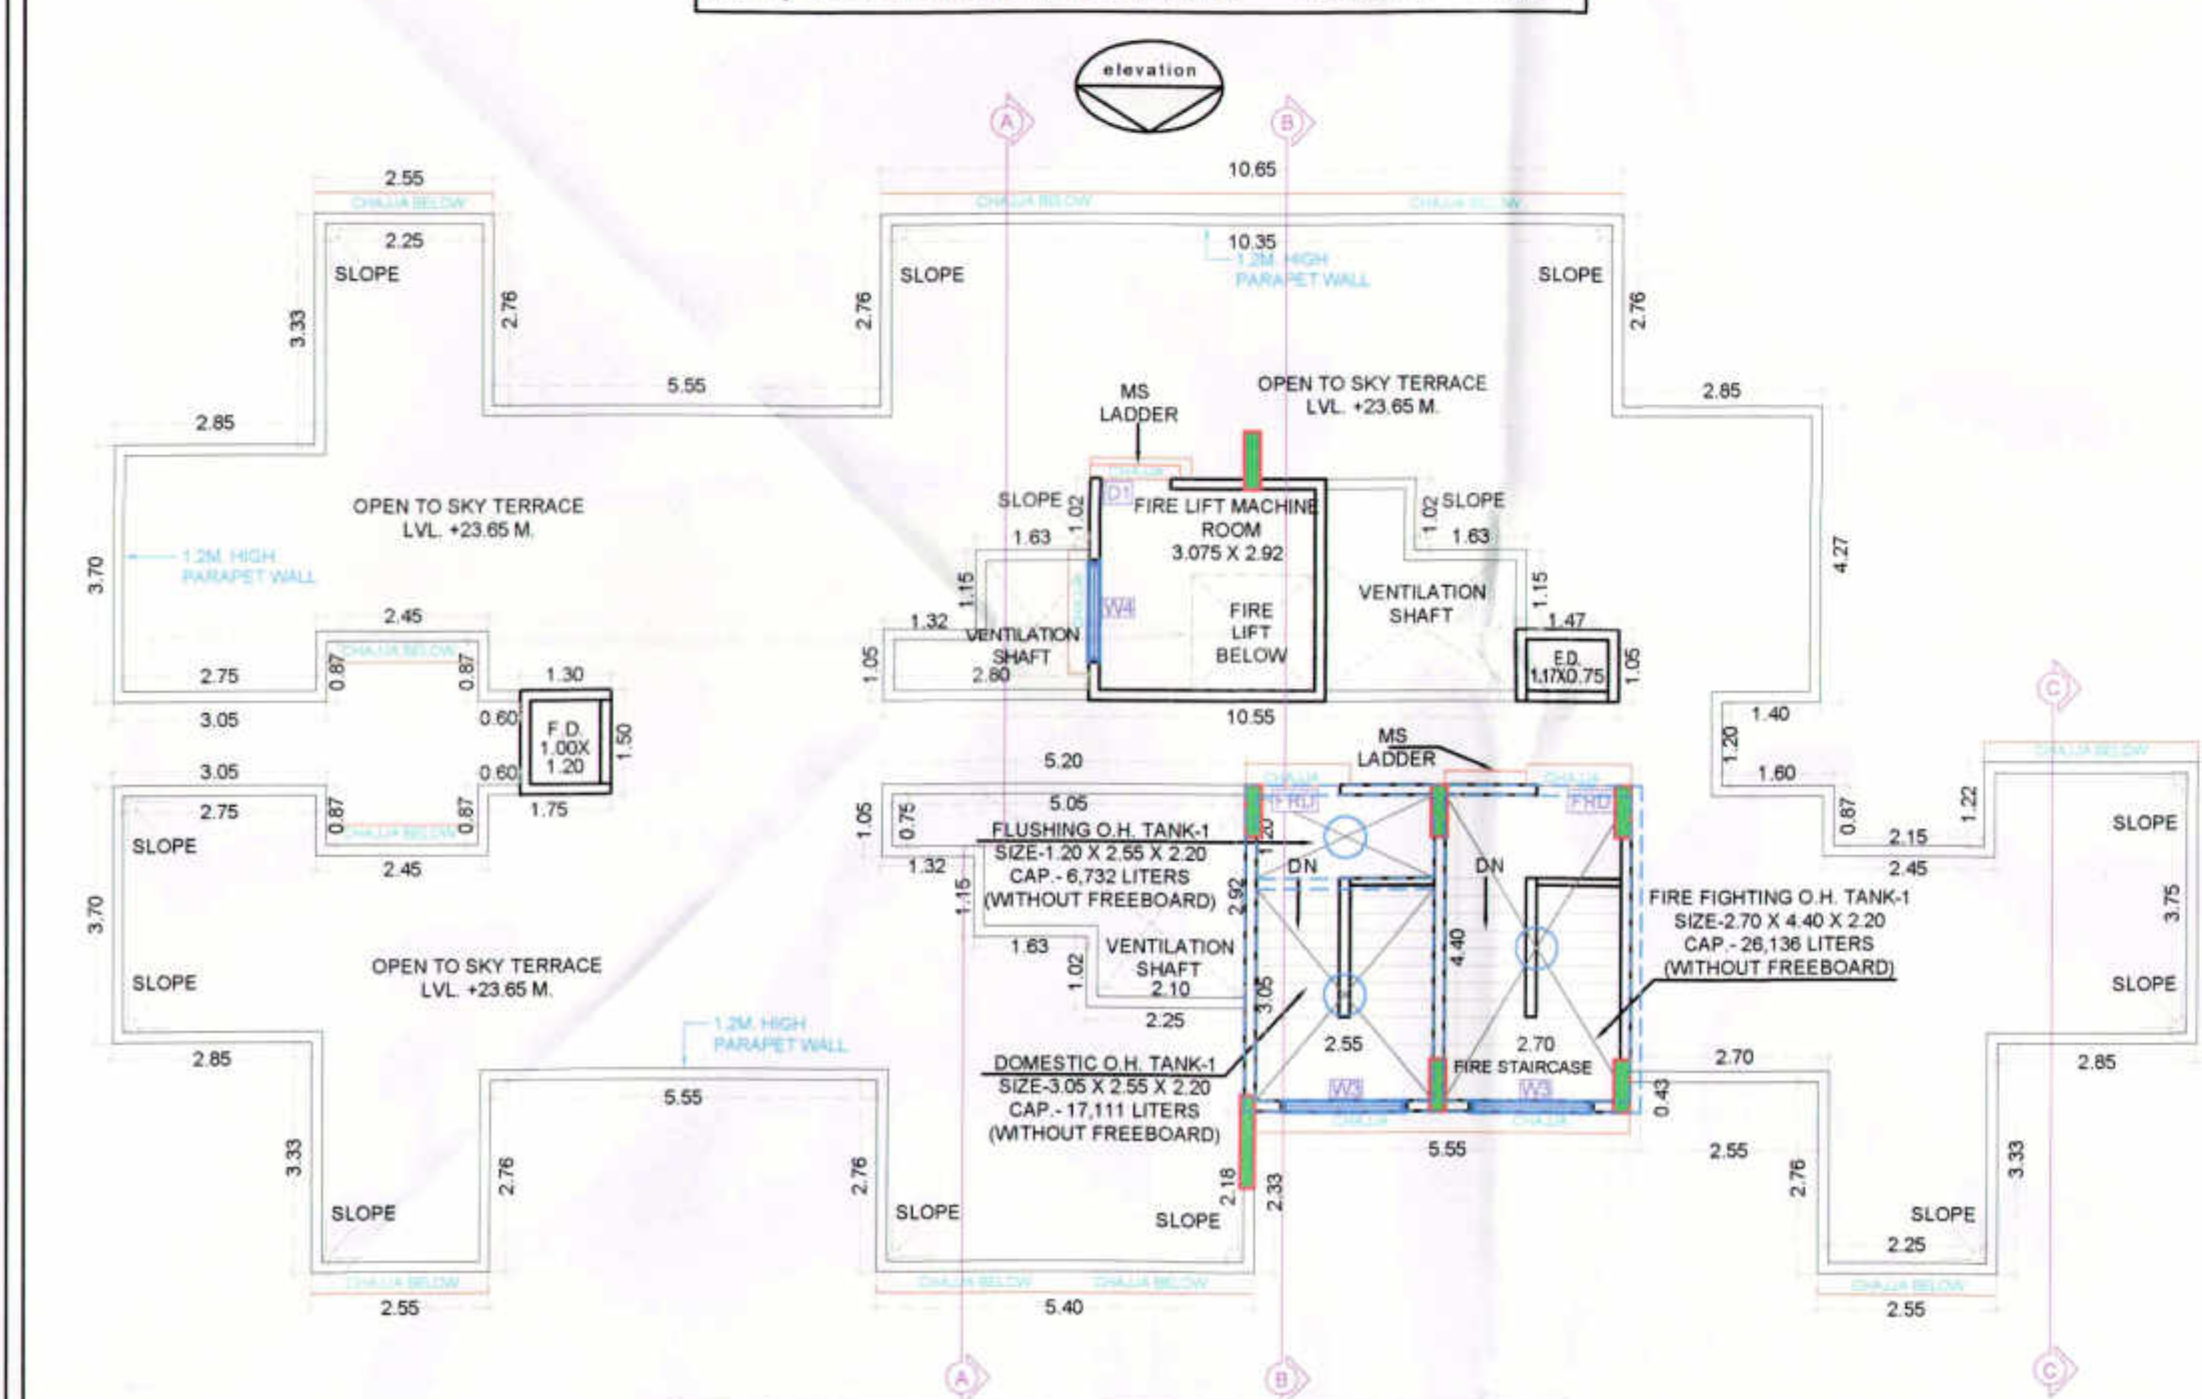 elevation
A
B
2.55
10.65
CHAJJA BELOW
CHAJJA BELOW
CHAJJA BELOW
2.25
10.35
SLOPE
SLOPE
SLOPE
1.2M. HIGH
PARAPET WALL
3.33
2.76
2.76
2.76
5.55
MS
LADDER
OPEN TO SKY TERRACE
LVL. +23.65 M.
2.85
2.85
CHAJJA
OPEN TO SKY TERRACE
LVL. +23.65 M.
SLOPE
1.02
D1
FIRE LIFT MACHINE
ROOM
3.075 X 2.92
1.02
SLOPE
1.63
1.63
4.27
3.70
1.2M. HIGH
PARAPET WALL
1.15
CHAJJA
W4
VENTILATION
SHAFT
1.15
2.45
1.32
VENTILATION
SHAFT
FIRE
LIFT
BELOW
1.47
CHAJJA BELOW
0.87
0.87
1.05
2.80
E.D.
1.17X0.75
1.05
2.75
1.30
C
3.05
0.60
F.D.
1.00X
1.20
1.50
10.55
1.40
MS
LADDER
1.20
CHAJJA BELOW
3.05
0.60
5.20
1.60
2.75
1.75
5.05
CHAJJA
CHAJJA
FRD
FRD
0.87
0.87
CHAJJA BELOW
1.05
0.75
1.20
0.87
1.22
SLOPE
SLOPE
FLUSHING O.H. TANK-1
SIZE-1.20 X 2.55 X 2.20
CAP.- 6,732 LITERS
(WITHOUT FREEBOARD)
2.15
2.45
2.45
1.32
DN
DN
2.92
1.15
3.70
FIRE FIGHTING O.H. TANK-1
SIZE-2.70 X 4.40 X 2.20
CAP.- 26,136 LITERS
(WITHOUT FREEBOARD)
3.75
1.63
VENTILATION
SHAFT
2.10
4.40
OPEN TO SKY TERRACE
LVL. +23.65 M.
SLOPE
1.02
3.05
SLOPE
2.25
1.2M. HIGH
PARAPET WALL
2.55
2.70
2.85
DOMESTIC O.H. TANK-1
SIZE-3.05 X 2.55 X 2.20
CAP.- 17,111 LITERS
(WITHOUT FREEBOARD)
FIRE STAIRCASE
2.70
2.85
5.55
W3
W3
0.43
CHAJJA
CHAJJA
5.55
2.55
3.33
2.76
2.76
2.18
2.33
2.76
3.33
SLOPE
SLOPE
SLOPE
SLOPE
2.25
CHAJJA BELOW
CHAJJA BELOW
CHAJJA BELOW
CHAJJA BELOW
2.55
5.40
2.55
A
B
C